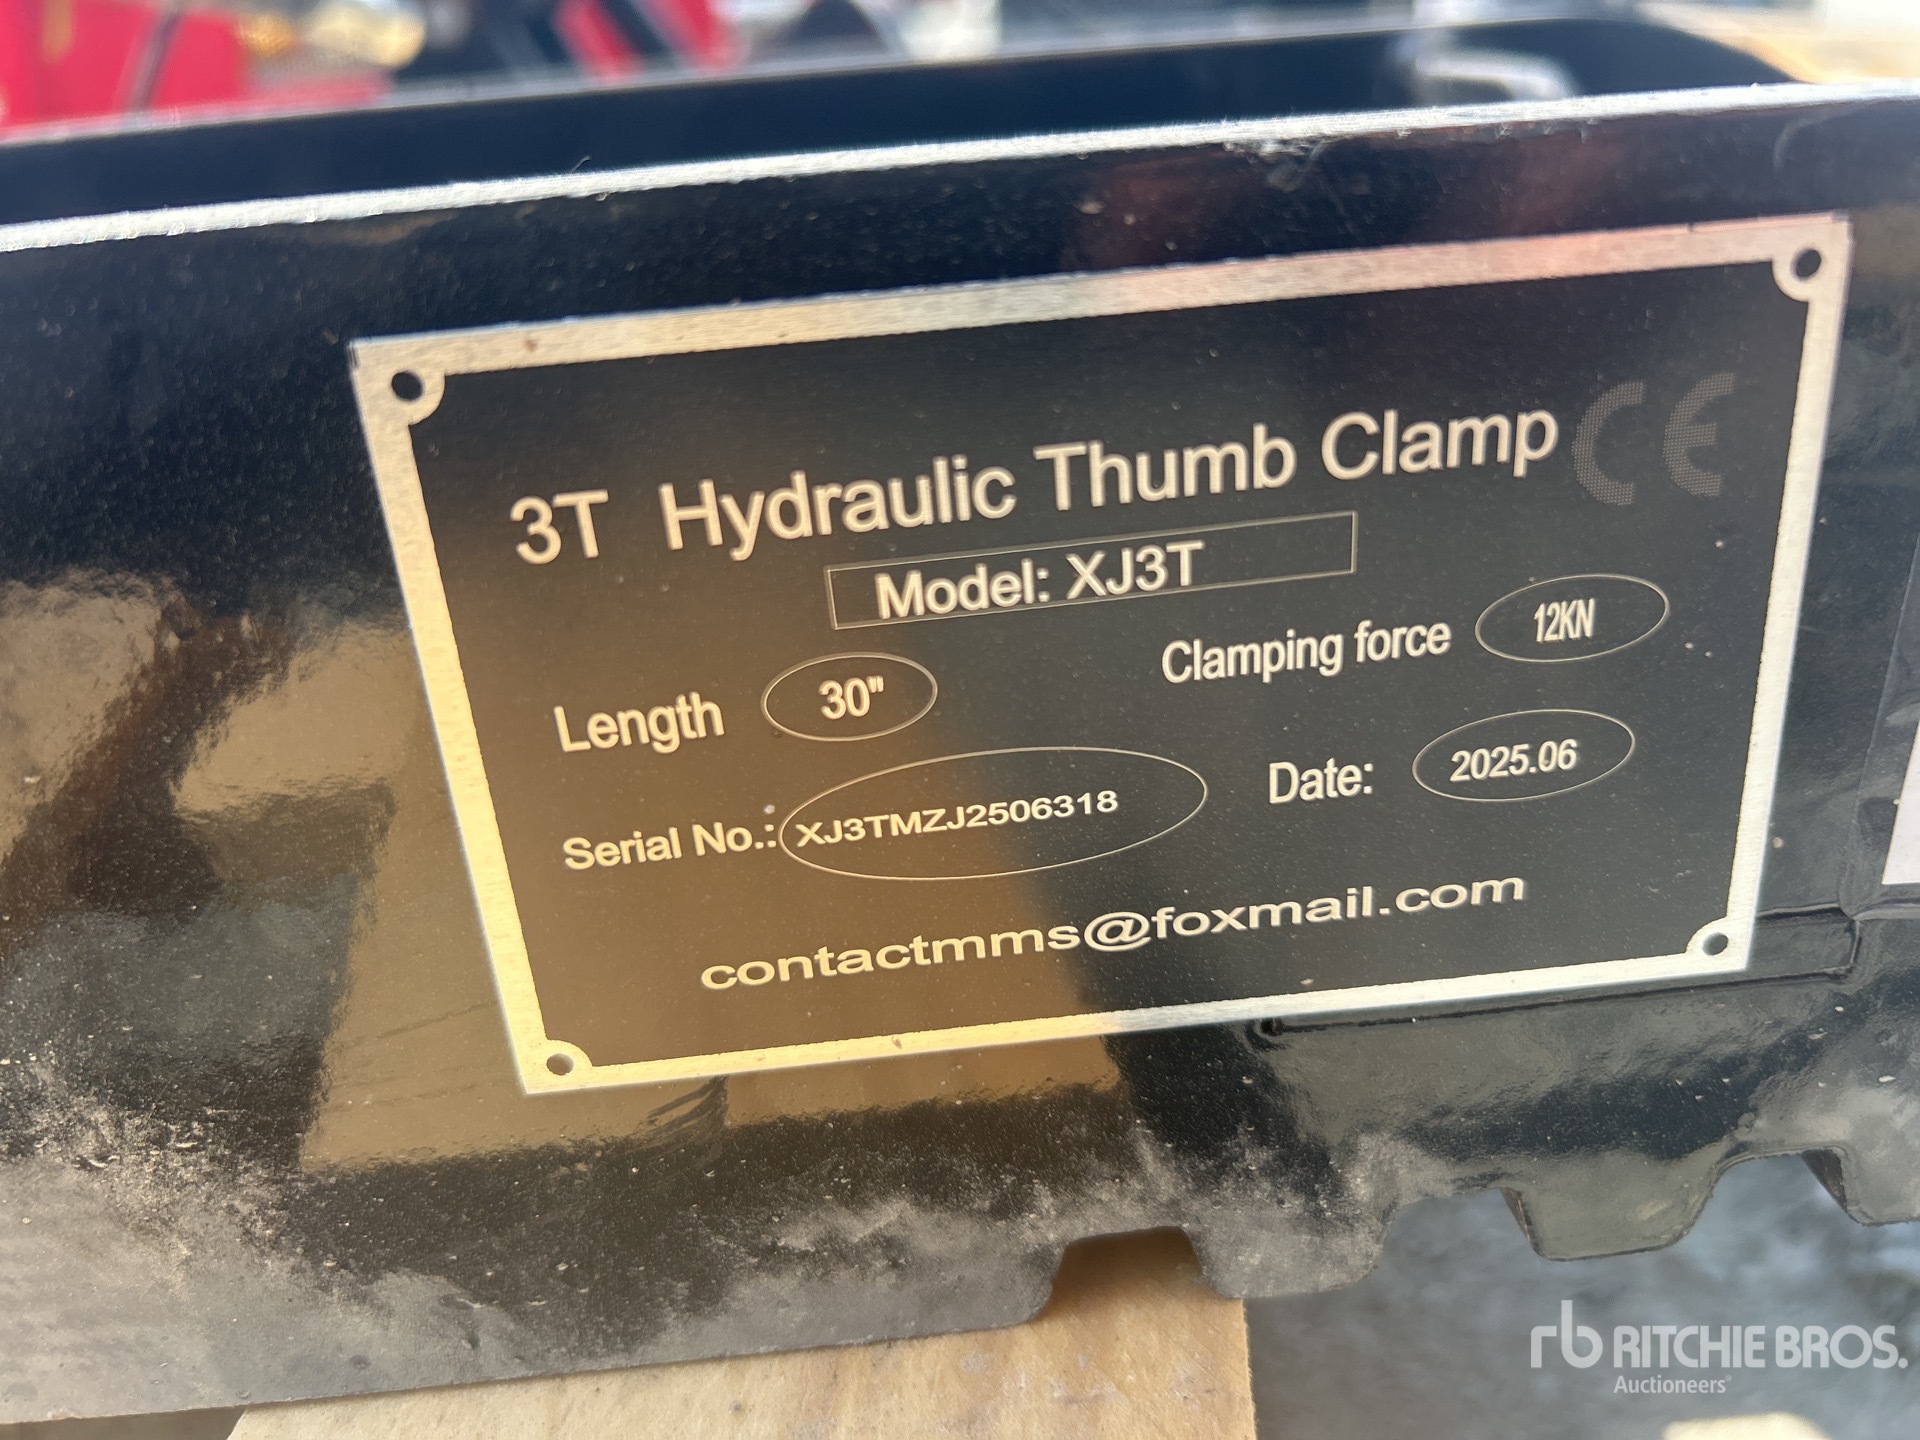 3T Hydraulic Thumb Clamp CE
Model: XJ3T
Length 30" Clamping force 12KN
Serial No.: XJ3TMZJ2506318 Date: 2025.06
contactmms@foxmail.com
rb RITCHIE BROS.
Auctioneers